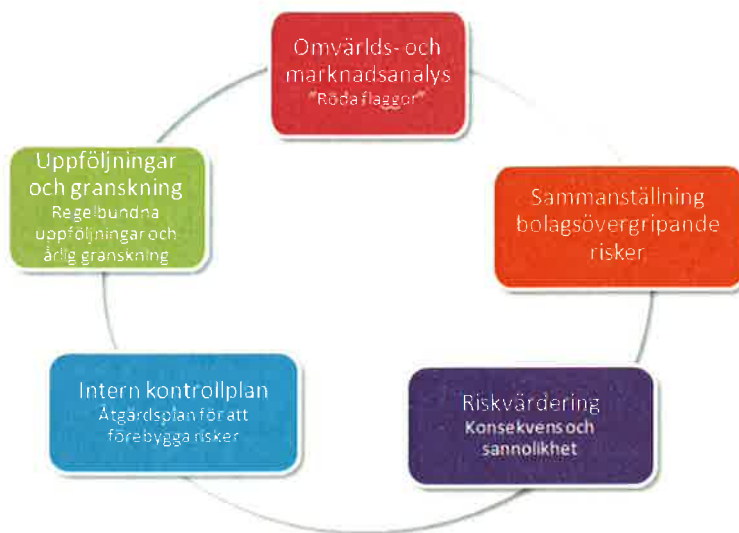 Omvärlds- och
marknadsanalys
"Röda flaggor"
Sammanställning
bolagsövergripande
risker
Riskvärdering
Konsekvens och
sannolikhet
Intern kontrollplan
Åtgärdsplan för att
förebygga risker
Uppföljningar
och granskning
Regelbundna
uppföljningar och
årlig granskning